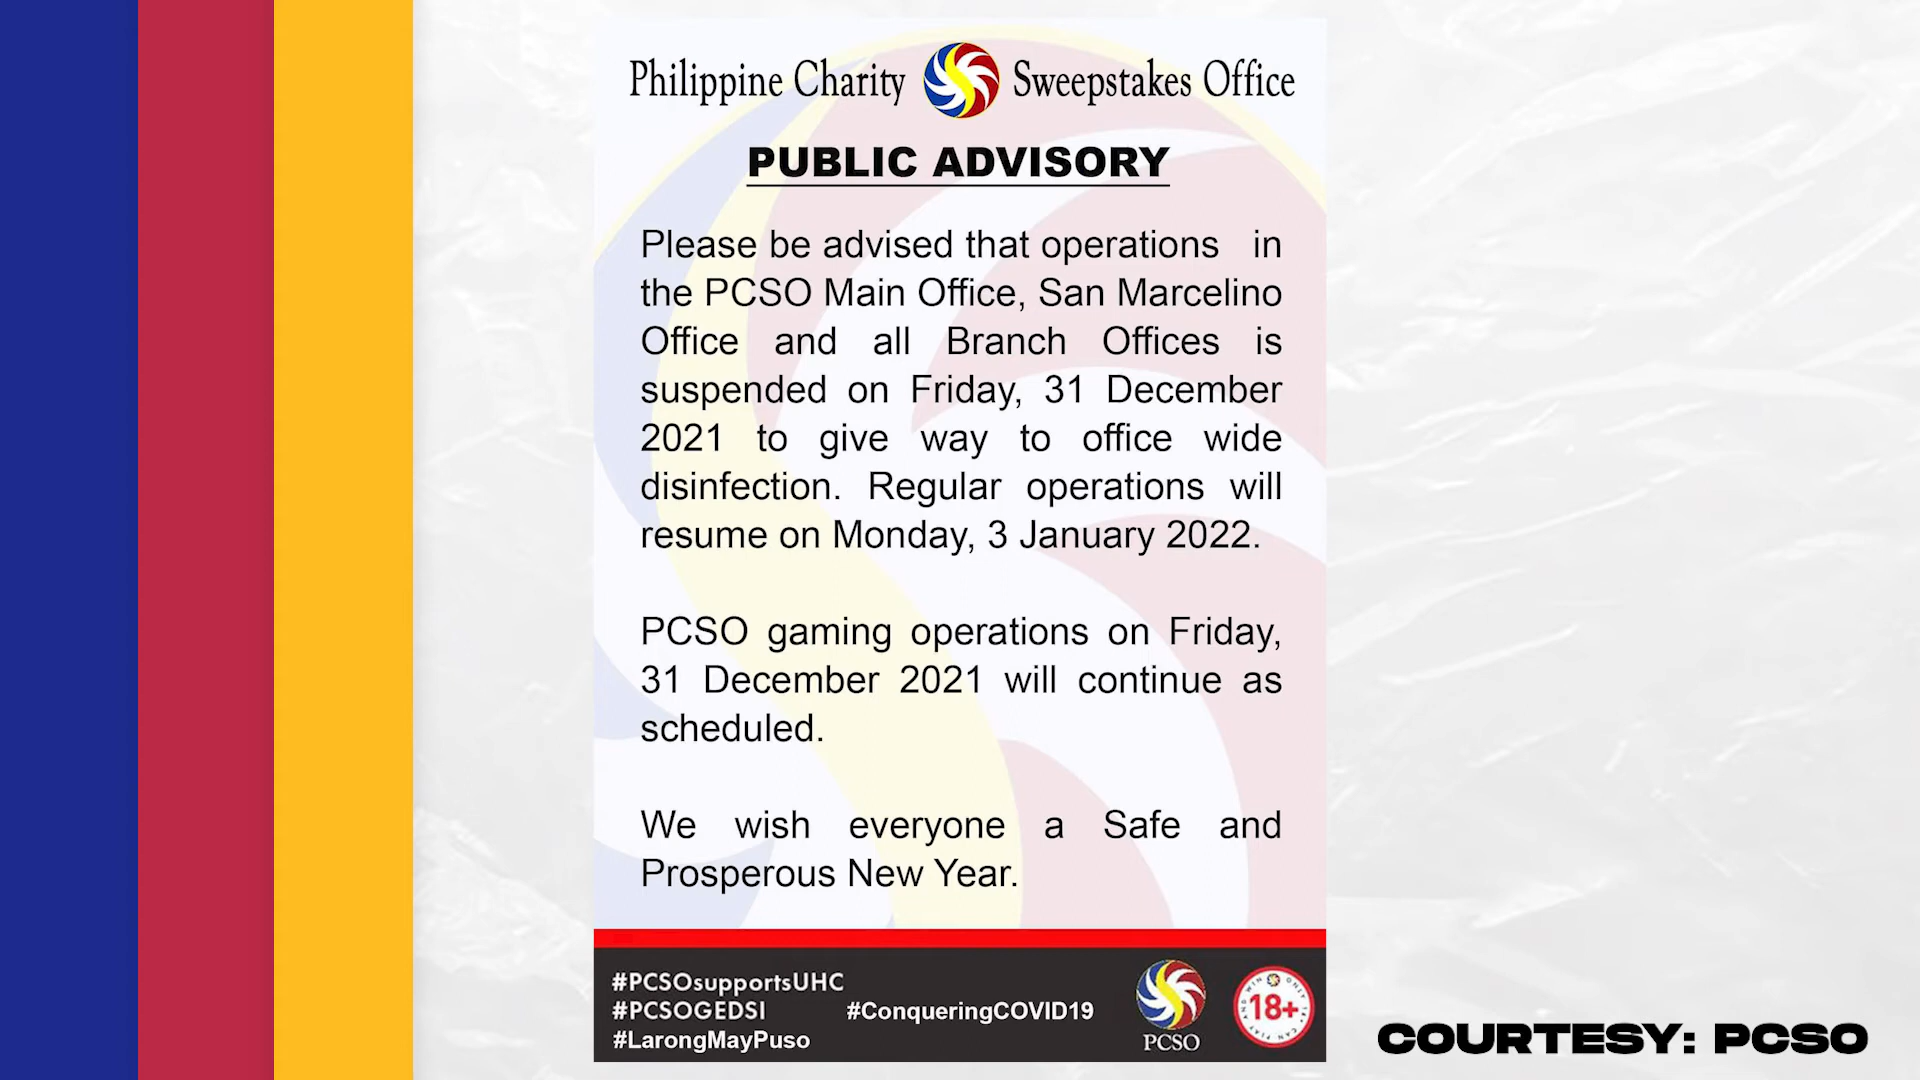 Philippine Charity Sweepstakes Office
PUBLIC ADVISORY
Please be advised that operations in
the PCSO Main Office, San Marcelino
Office and all Branch Offices is
suspended on Friday, 31 December
2021 to give way to office wide
disinfection. Regular operations will
resume on Monday, 3 January 2022.
PCSO gaming operations on Friday,
31 December 2021 will continue as
scheduled.
We wish everyone a Safe and
Prosperous New Year.
#PCSOsupportsUHC
#PCSOGEDSI #ConqueringCOVID19
#LarongMayPuso
PCSO
18+
COURTESY: PCSO